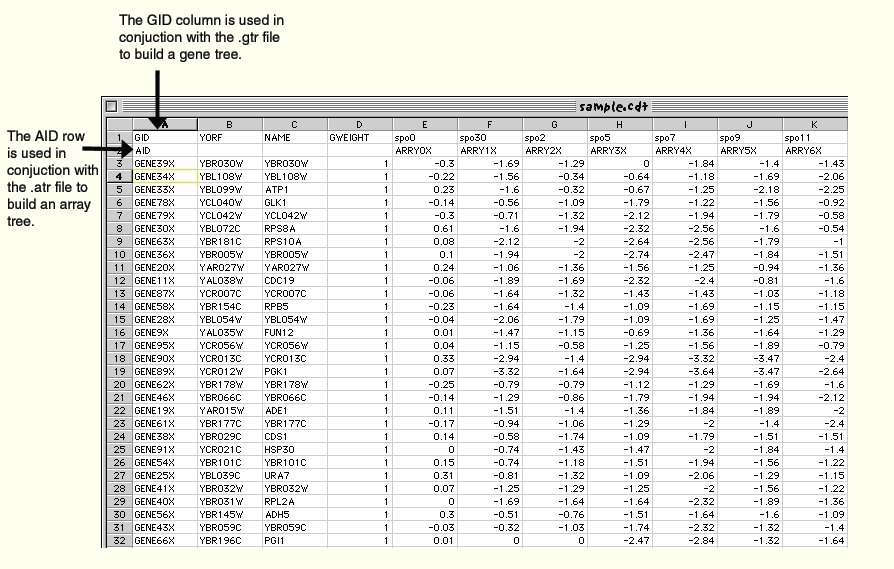 The GID column is used in
conjuction with the .gtr file
to build a gene tree.
The AID row
is used in
conjunction with
the .atr file to
build an array
tree.
sample.cdt
A B C D E F G H I J K
1 GID YORF NAME GWEIGHT spo0 spo30 spo2 spo5 spo7 spo9 spo11
2 AID ARRY0X ARRY1X ARRY2X ARRY3X ARRY4X ARRY5X ARRY6X
3 GENE39X YBR030W YBR030W 1 -0.3 -1.69 -1.29 0 -1.84 -1.4 -1.43
4 GENE34X YBL108W YBL108W 1 -0.22 -1.56 -0.34 -0.64 -1.18 -1.69 -2.06
5 GENE33X YBL099W ATP1 1 0.23 -1.6 -0.32 -0.67 -1.25 -2.18 -2.25
6 GENE78X YCL040W GLK1 1 -0.14 -0.56 -1.09 -1.79 -1.22 -1.56 -0.92
7 GENE79X YCL042W YCL042W 1 -0.3 -0.71 -1.32 -2.12 -1.94 -1.79 -0.58
8 GENE30X YBL072C RPS8A 1 0.61 -1.6 -1.94 -2.32 -2.56 -1.6 -0.54
9 GENE63X YBR181C RPS10A 1 0.08 -2.12 -2 -2.64 -2.56 -1.79 -1
10 GENE36X YBR005W YBR005W 1 0.1 -1.94 -2 -2.74 -2.47 -1.84 -1.51
11 GENE20X YAR027W YAR027W 1 0.24 -1.06 -1.36 -1.56 -1.25 -0.94 -1.36
12 GENE11X YAL038W CDC19 1 -0.06 -1.89 -1.69 -2.32 -2.4 -0.81 -1.6
13 GENE87X YCR007C YCR007C 1 -0.06 -1.64 -1.32 -1.43 -1.43 -1.03 -1.18
14 GENE58X YBR154C RPB5 1 -0.23 -1.64 -1.4 -1.09 -1.69 -1.15 -1.15
15 GENE28X YBL054W YBL054W 1 -0.04 -2.06 -1.79 -1.09 -1.69 -1.25 -1.47
16 GENE9X YAL035W FUN12 1 0.01 -1.47 -1.15 -0.69 -1.36 -1.64 -1.29
17 GENE95X YCR056W YCR056W 1 0.04 -1.15 -0.58 -1.25 -1.56 -1.89 -0.79
18 GENE90X YCR013C YCR013C 1 0.33 -2.94 -1.4 -2.94 -3.32 -3.47 -2.4
19 GENE89X YCR012W PGK1 1 0.07 -3.32 -1.64 -2.94 -3.64 -3.47 -2.64
20 GENE62X YBR178W YBR178W 1 -0.25 -0.79 -0.79 -1.12 -1.29 -1.69 -1.6
21 GENE46X YBR066C YBR066C 1 -0.14 -1.29 -0.86 -1.79 -1.94 -1.94 -2.12
22 GENE19X YAR015W ADE1 1 0.11 -1.51 -1.4 -1.36 -1.84 -1.89 -2
23 GENE61X YBR177C YBR177C 1 -0.17 -0.94 -1.06 -1.29 -2 -1.4 -2.4
24 GENE38X YBR029C CDS1 1 0.14 -0.58 -1.74 -1.09 -1.79 -1.51 -1.51
25 GENE91X YCR021C HSP30 1 0 -0.74 -1.43 -1.47 -2 -1.84 -1.4
26 GENE54X YBR101C YBR101C 1 0.15 -0.74 -1.18 -1.51 -1.94 -1.56 -1.22
27 GENE25X YBL039C URA7 1 0.31 -0.81 -1.32 -1.09 -2.06 -1.29 -1.15
28 GENE41X YBR032W YBR032W 1 0.07 -1.25 -1.29 -1.25 -2 -1.56 -1.22
29 GENE40X YBR031W RPL2A 1 0 -1.69 -1.64 -1.64 -2.32 -1.89 -1.36
30 GENE56X YBR145W ADH5 1 0.3 -0.51 -0.76 -1.51 -1.64 -1.6 -1.09
31 GENE43X YBR059C YBR059C 1 -0.03 -0.32 -1.03 -1.74 -2.32 -1.32 -1.4
32 GENE66X YBR196C PGI1 1 0.01 0 0 -2.47 -2.84 -1.32 -1.64